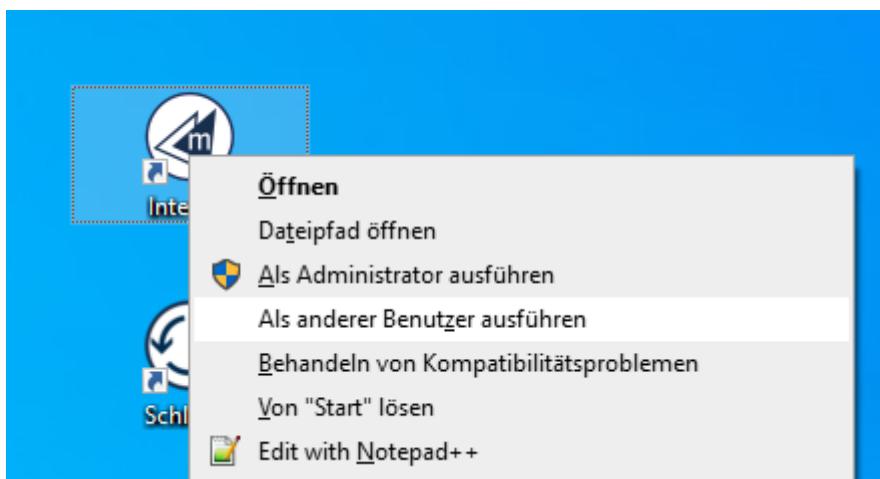 m
Inte
Öffnen
Dateipfad öffnen
Als Administrator ausführen
Als anderer Benutzer ausführen
Behandeln von Kompatibilitätsproblemen
Schl
Von "Start" lösen
Edit with Notepad++